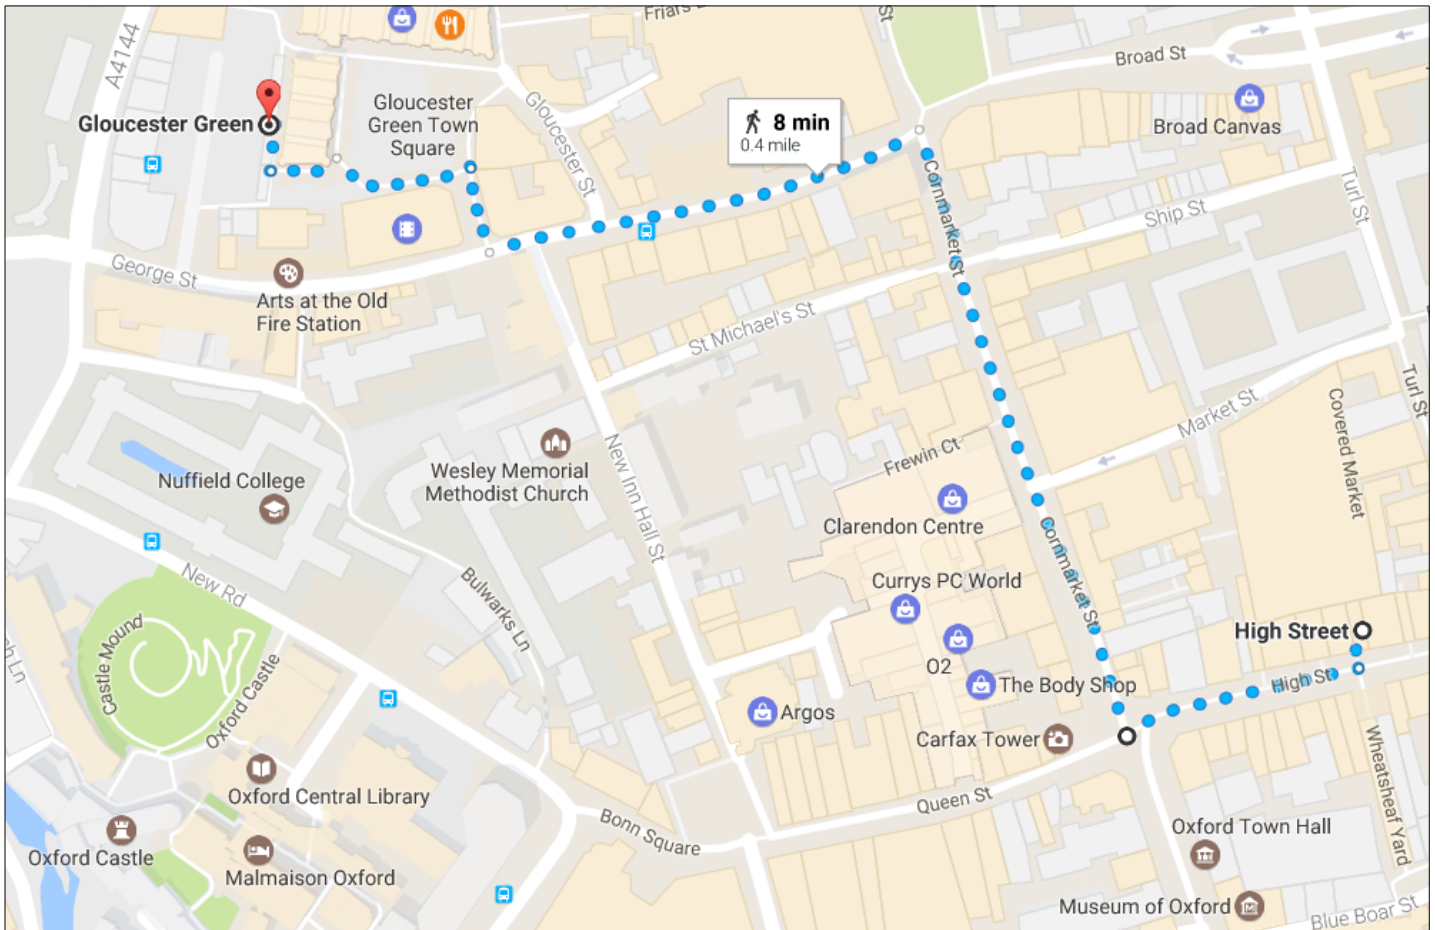 Friars
St
A4144
Broad St
Gloucester
Green Town
Square
Gloucester St
8 min
0.4 mile
Broad Canvas
Gloucester Green
Cornmarket St
Turl St
Ship St
George St
Arts at the Old
Fire Station
St Michael's St
Turl St
Market St
Covered Market
Frewin Ct
New Inn Hall St
Wesley Memorial
Methodist Church
Nuffield College
Clarendon Centre
Cornmarket St
Currys PC World
New Rd
Bulwarks Ln
Castle Mound
High Street
O2
The Body Shop
High St
Ln
Oxford Castle
Argos
Carfax Tower
Wheatsheaf Yard
Oxford Central Library
Queen St
Bonn Square
Oxford Town Hall
Oxford Castle
Malmaison Oxford
Museum of Oxford
M
Blue Boar St